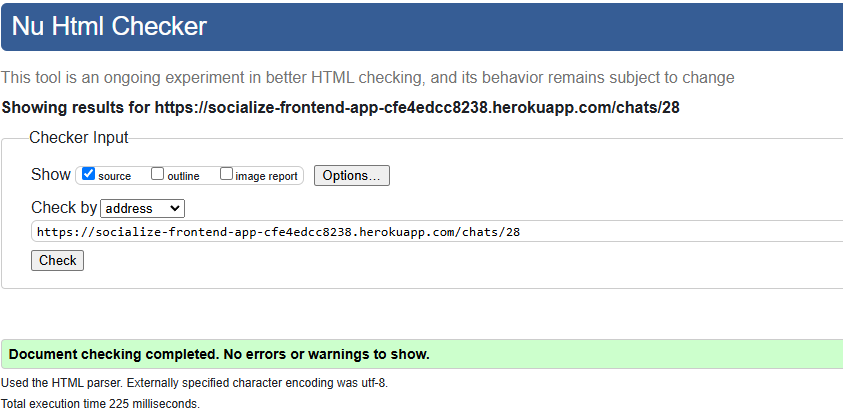 Nu Html Checker
This tool is an ongoing experiment in better HTML checking, and its behavior remains subject to change
Showing results for https://socialize-frontend-app-cfe4edcc8238.herokuapp.com/chats/28
Checker Input
Show source outline image report Options...
Check by address
https://socialize-frontend-app-cfe4edcc8238.herokuapp.com/chats/28
Check
Document checking completed. No errors or warnings to show.
Used the HTML parser. Externally specified character encoding was utf-8.
Total execution time 225 milliseconds.